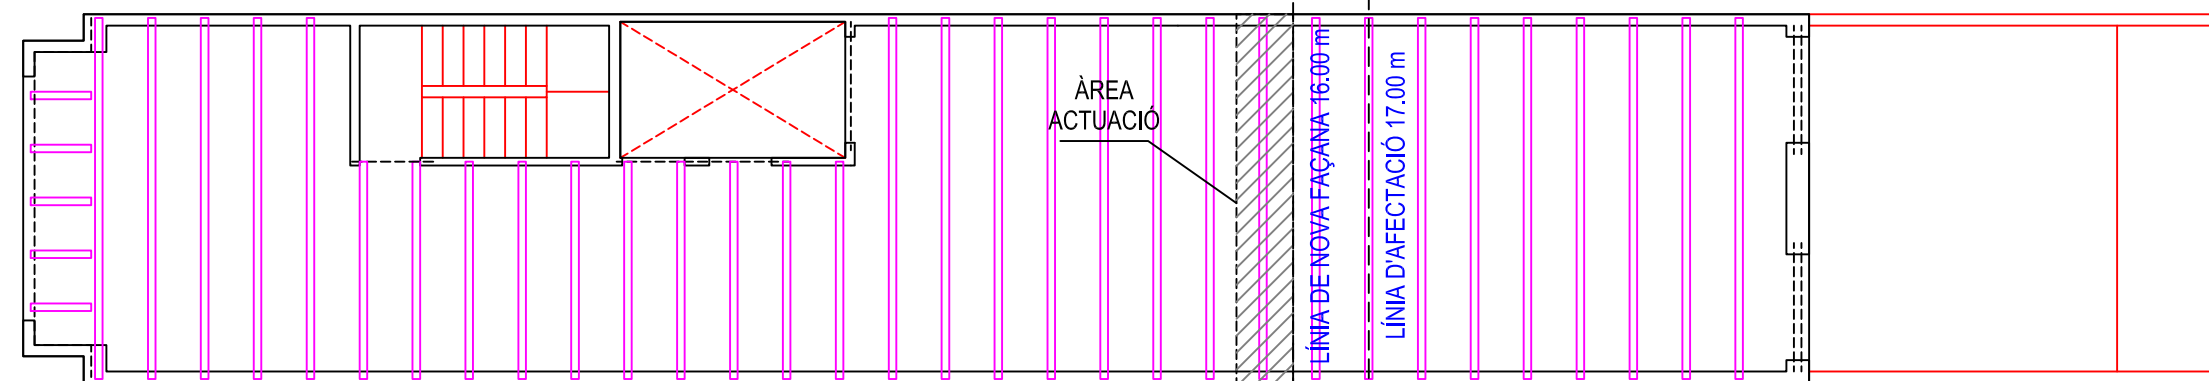 ÀREA
ACTUACIÓ
LÍNIA DE NOVA FAÇANA 16.00 m
LÍNIA D'AFECTACIÓ 17.00 m